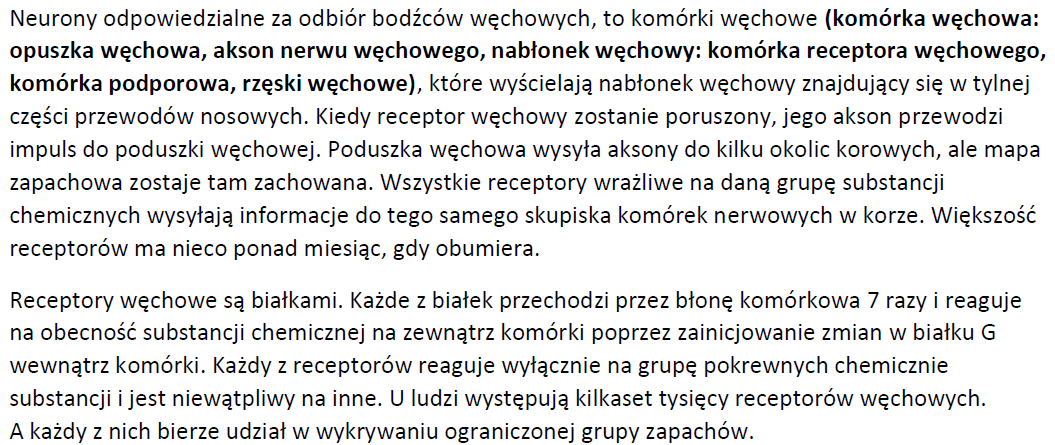 Neurony odpowiedzialne za odbiór bodźców węchowych, to komórki węchowe (komórka węchowa:
opuszka węchowa, akson nerwu węchowego, nabłonek węchowy: komórka receptora węchowego,
komórka podporowa, rzęski węchowe), które wyścielają nabłonek węchowy znajdujący się w tylnej
części przewodów nosowych. Kiedy receptor węchowy zostanie poruszony, jego akson przewodzi
impuls do poduszki węchowej. Poduszka węchowa wysyła aksony do kilku okolic korowych, ale mapa
zapachowa zostaje tam zachowana. Wszystkie receptory wrażliwe na daną grupę substancji
chemicznych wysyłają informacje do tego samego skupiska komórek nerwowych w korze. Większość
receptorów ma nieco ponad miesiąc, gdy obumiera.
Receptory węchowe są białkami. Każde z białek przechodzi przez błonę komórkowa 7 razy i reaguje
na obecność substancji chemicznej na zewnątrz komórki poprzez zainicjowanie zmian w białku G
wewnątrz komórki. Każdy z receptorów reaguje wyłącznie na grupę pokrewnych chemicznie
substancji i jest niewątpliwy na inne. U ludzi występują kilkaset tysięcy receptorów węchowych.
A każdy z nich bierze udział w wykrywaniu ograniczonej grupy zapachów.